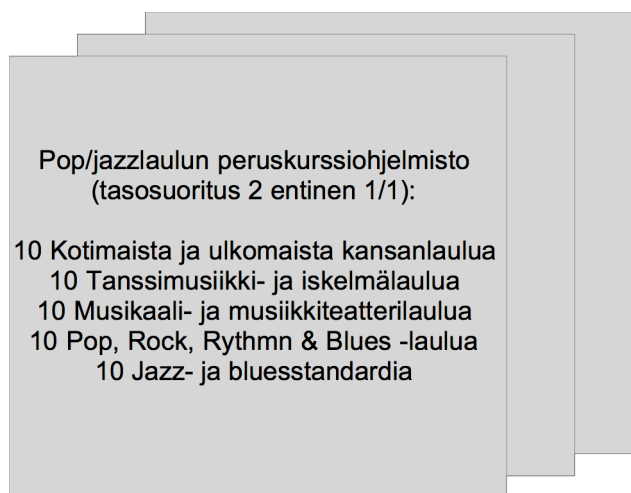 Pop/jazzlaulun peruskurssiohjelmisto
(tasosuoritus 2 entinen 1/1):
10 Kotimaista ja ulkomaista kansanlaulua
10 Tanssimusiikki- ja iskelmälaulua
10 Musikaali- ja musiikkiteatterilaulua
10 Pop, Rock, Rythmn & Blues -laulua
10 Jazz- ja bluesstandardia